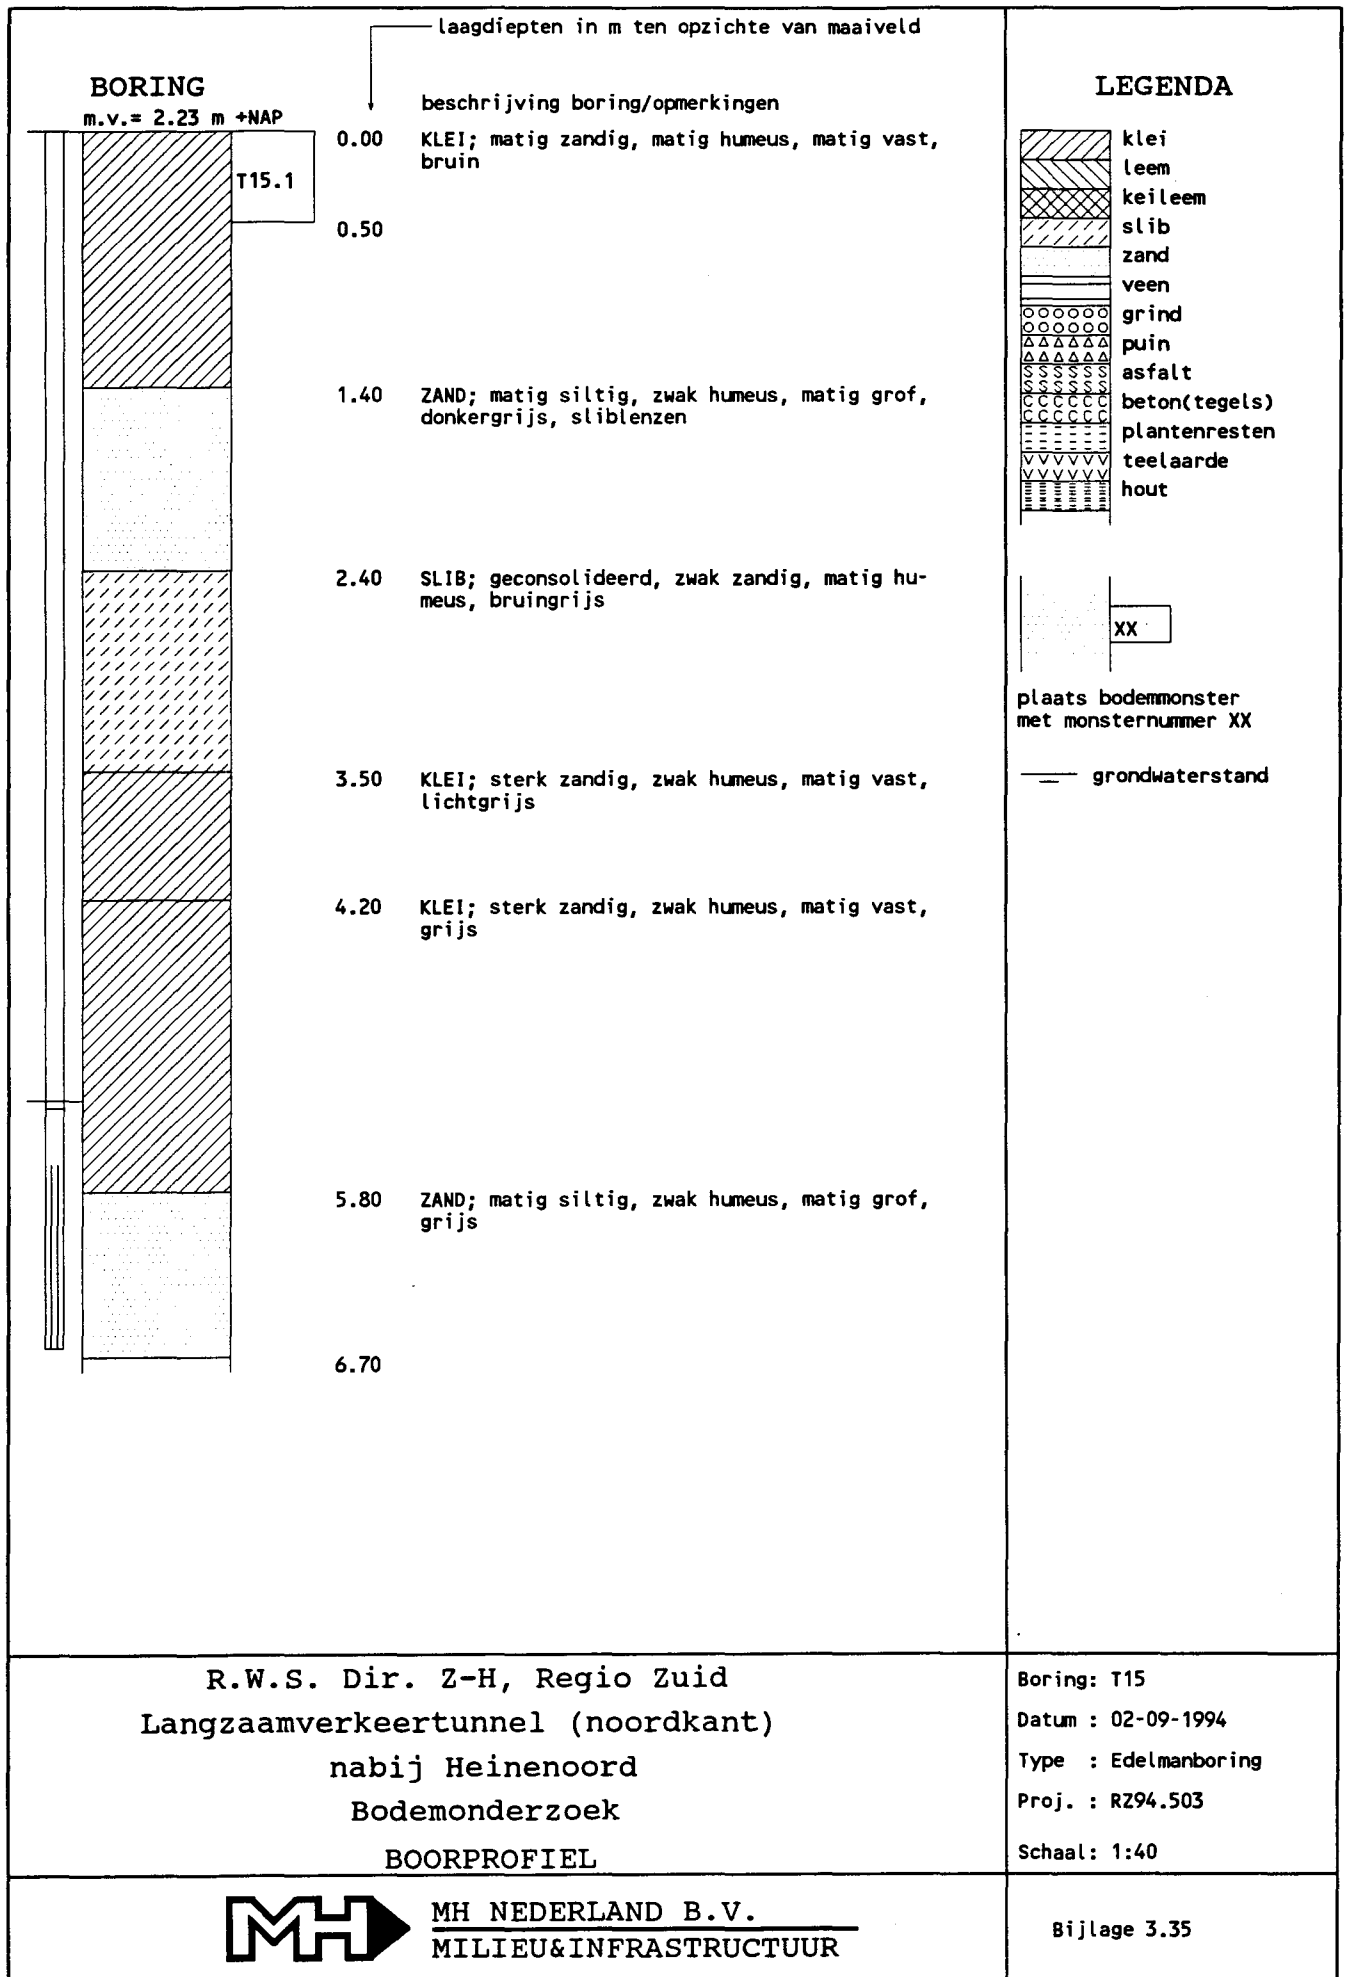 laagdiepten in m ten opzichte van maaiveld
BORING
m.v.= 2.23 m +NAP
beschrijving boring/opmerkingen
0.00 KLEI; matig zandig, matig humeus, matig vast,
bruin
T15.1
0.50
1.40 ZAND; matig siltig, zwak humeus, matig grof,
donkergrijs, sliblenzen
2.40 SLIB; geconsolideerd, zwak zandig, matig hu-
meus, bruingrijs
3.50 KLEI; sterk zandig, zwak humeus, matig vast,
lichtgrijs
4.20 KLEI; sterk zandig, zwak humeus, matig vast,
grijs
5.80 ZAND; matig siltig, zwak humeus, matig grof,
grijs
6.70
LEGENDA
klei
leem
keileem
slib
zand
veen
grind
puin
asfalt
beton(tegels)
plantenresten
teelaarde
hout
XX
plaats bodemmonster
met monsternummer XX
grondwaterstand
R.W.S. Dir. Z-H, Regio Zuid
Langzaamverkeertunnel (noordkant)
nabij Heinenoord
Bodemonderzoek
BOORPROFIEL
Boring: T15
Datum : 02-09-1994
Type : Edelmanboring
Proj. : RZ94.503
Schaal: 1:40
MH
MH NEDERLAND B.V.
MILIEU&INFRASTRUCTUUR
Bijlage 3.35